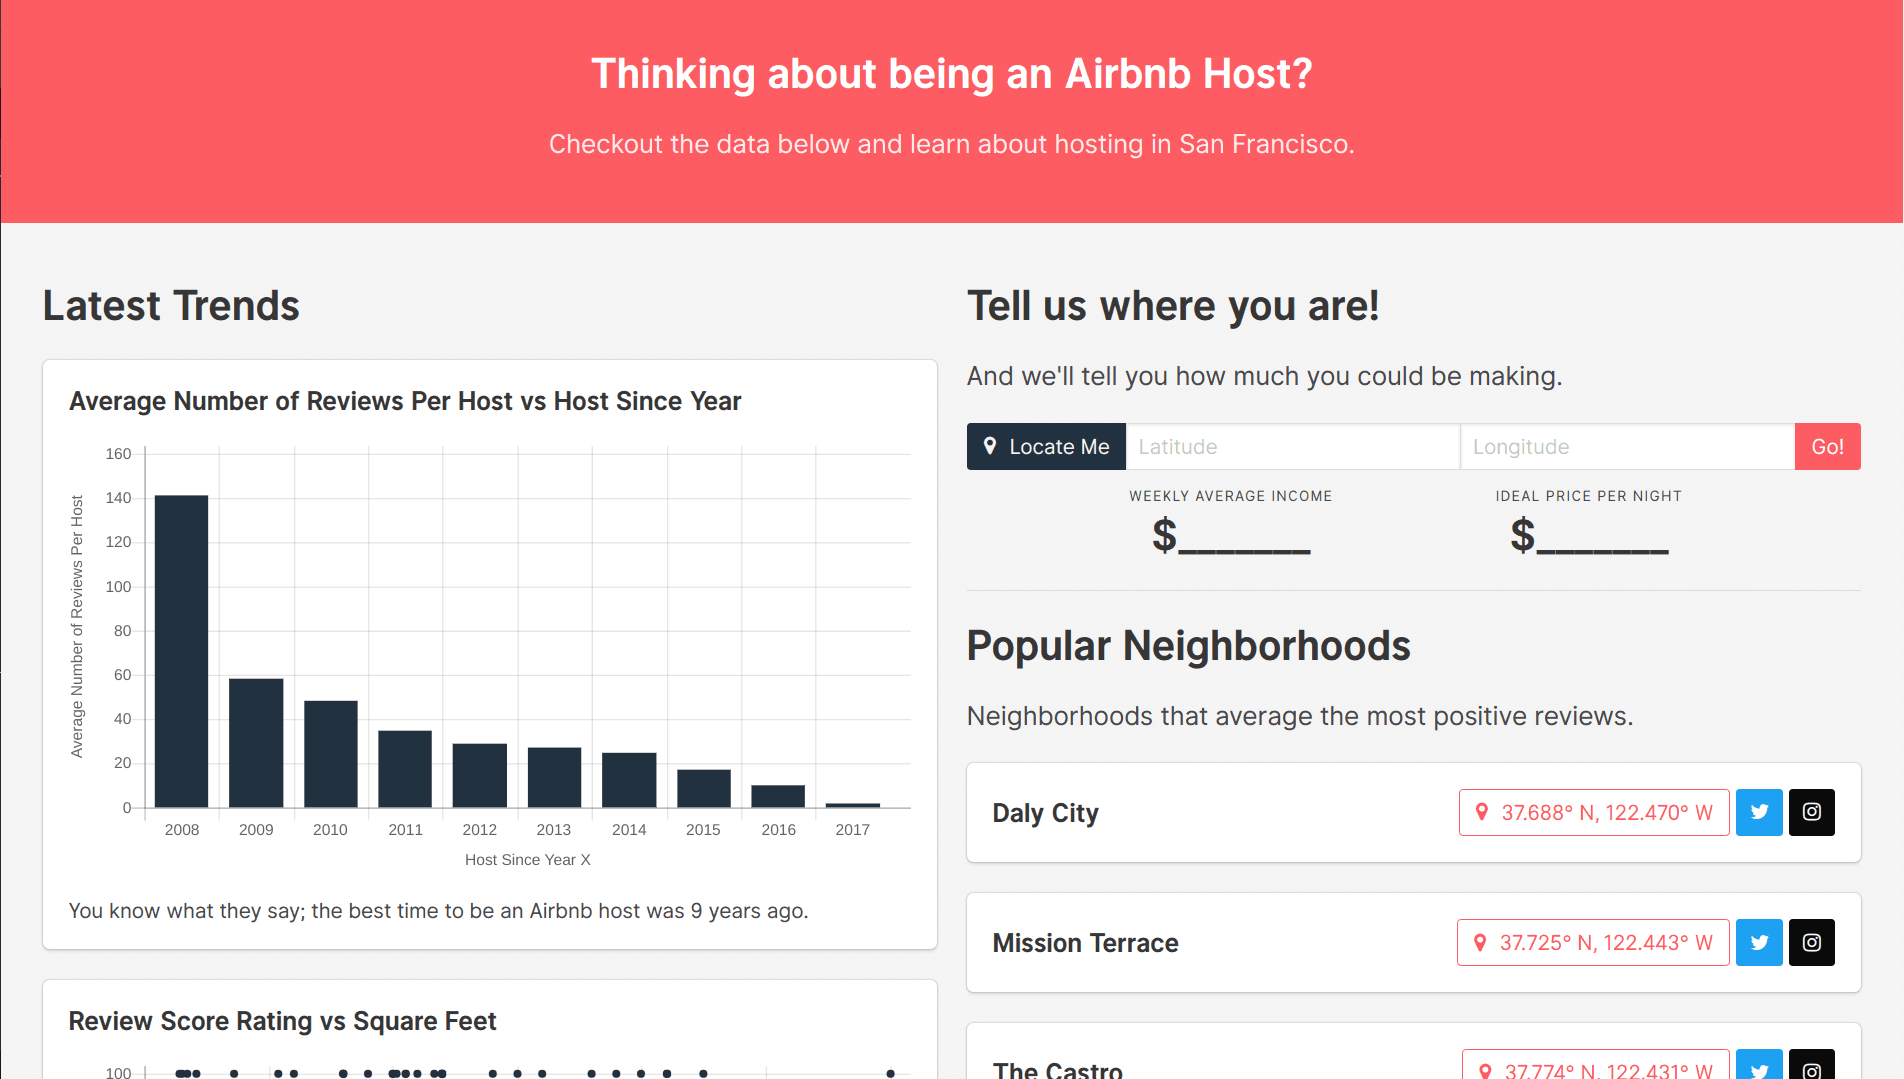 Thinking about being an Airbnb Host?
Checkout the data below and learn about hosting in San Francisco.
Latest Trends
Average Number of Reviews Per Host vs Host Since Year
Average Number of Reviews Per Host
160
140
120
100
80
60
40
20
0
2008 2009 2010 2011 2012 2013 2014 2015 2016 2017
Host Since Year X
You know what they say; the best time to be an Airbnb host was 9 years ago.
Review Score Rating vs Square Feet
100
Tell us where you are!
And we'll tell you how much you could be making.
Locate Me Latitude Longitude Go!
WEEKLY AVERAGE INCOME IDEAL PRICE PER NIGHT
$_______ $_______
Popular Neighborhoods
Neighborhoods that average the most positive reviews.
Daly City 37.688° N, 122.470° W
Mission Terrace 37.725° N, 122.443° W
The Castro 37.774° N, 122.431° W